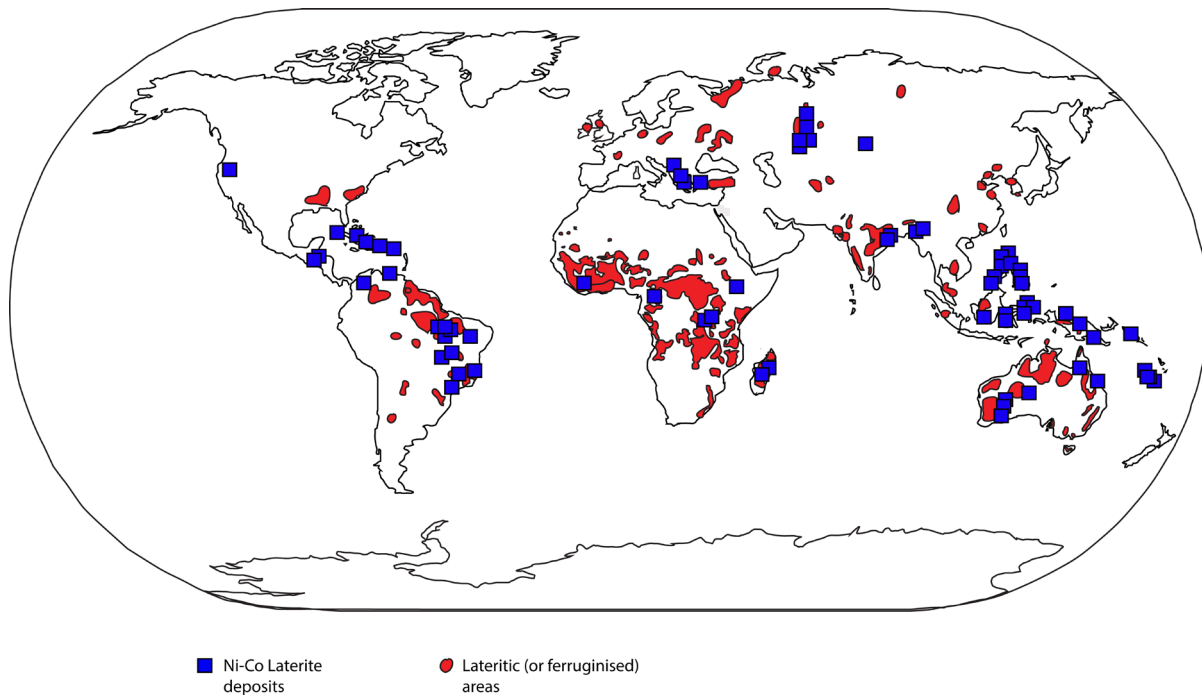 Ni-Co Laterite
deposits
Lateritic (or ferruginised)
areas